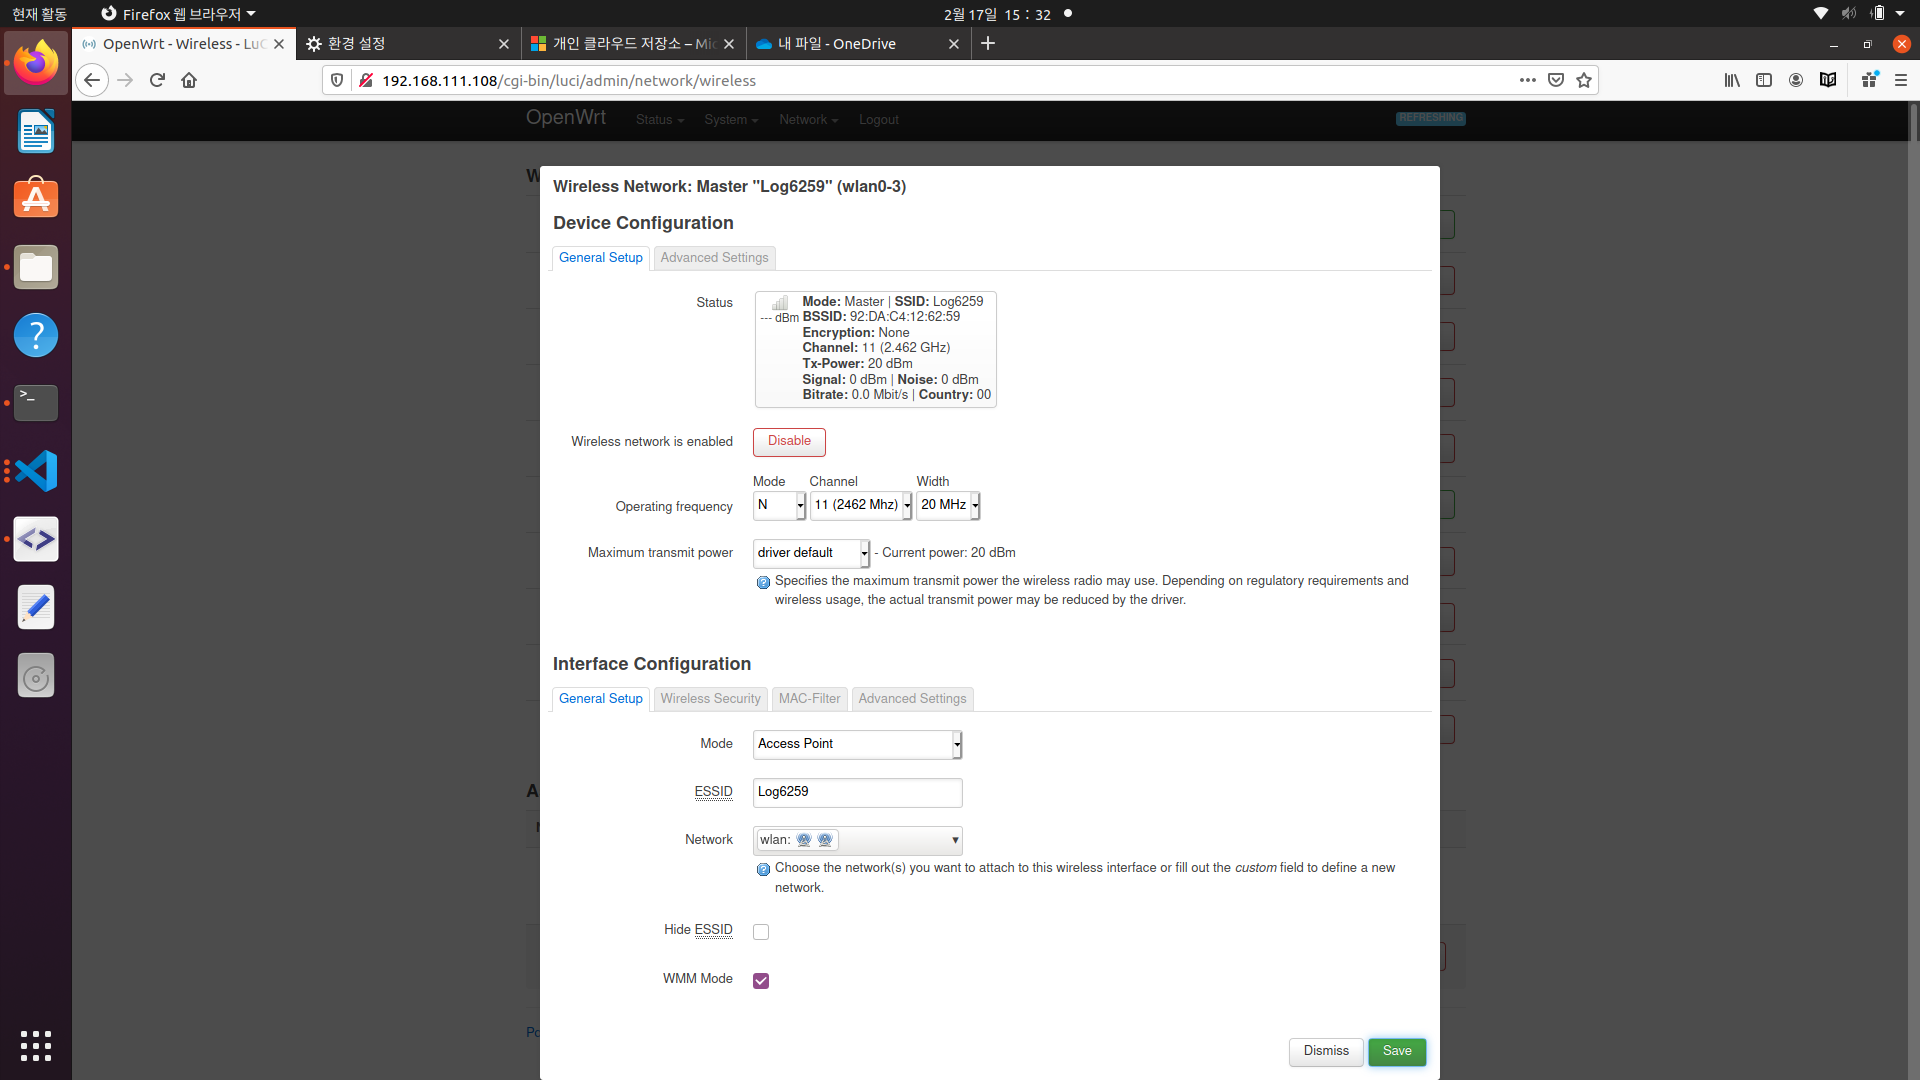 현재 활동
Firefox 웹 브라우저
2월 17일 15 : 32
OpenWrt - Wireless - LuC
환경 설정
개인 클라우드 저장소 – Mic
내 파일 - OneDrive
192.168.111.108/cgi-bin/luci/admin/network/wireless
OpenWrt
Status
System
Network
Logout
REFRESHING
Wireless Network: Master "Log6259" (wlan0-3)
Device Configuration
General Setup
Advanced Settings
Status
--- dBm
Mode: Master | SSID: Log6259
BSSID: 92:DA:C4:12:62:59
Encryption: None
Channel: 11 (2.462 GHz)
Tx-Power: 20 dBm
Signal: 0 dBm | Noise: 0 dBm
Bitrate: 0.0 Mbit/s | Country: 00
Wireless network is enabled
Disable
Mode Channel Width
Operating frequency
N 11 (2462 Mhz) 20 MHz
Maximum transmit power
driver default - Current power: 20 dBm
Specifies the maximum transmit power the wireless radio may use. Depending on regulatory requirements and
wireless usage, the actual transmit power may be reduced by the driver.
Interface Configuration
General Setup
Wireless Security
MAC-Filter
Advanced Settings
Mode
Access Point
ESSID
Log6259
Network
wlan:
Choose the network(s) you want to attach to this wireless interface or fill out the custom field to define a new
network.
Hide ESSID
WMM Mode
Dismiss
Save